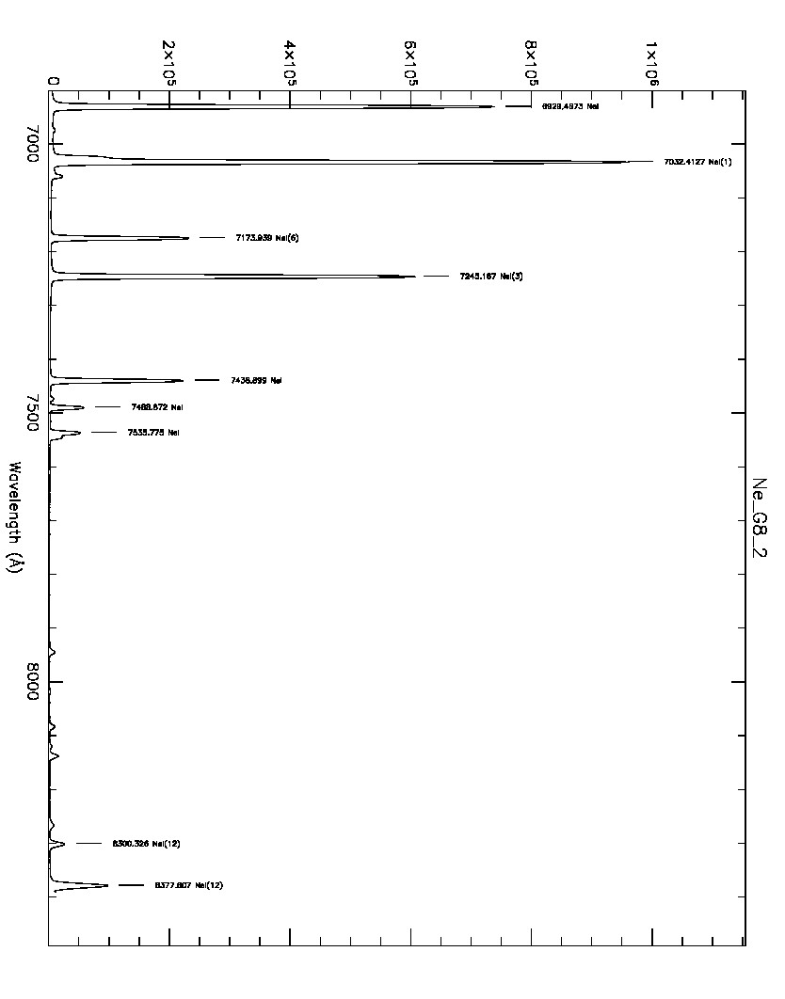 Ne_G8_2
1×10⁶
8×10⁵
6×10⁵
4×10⁵
2×10⁵
0
6929.4673 NeI
7032.4127 NeI(1)
7173.939 NeI(6)
7245.167 NeI(3)
7438.899 NeI
7488.872 NeI
7535.775 NeI
8300.326 NeI(12)
8377.607 NeI(12)
7000
7500
8000
Wavelength (Å)